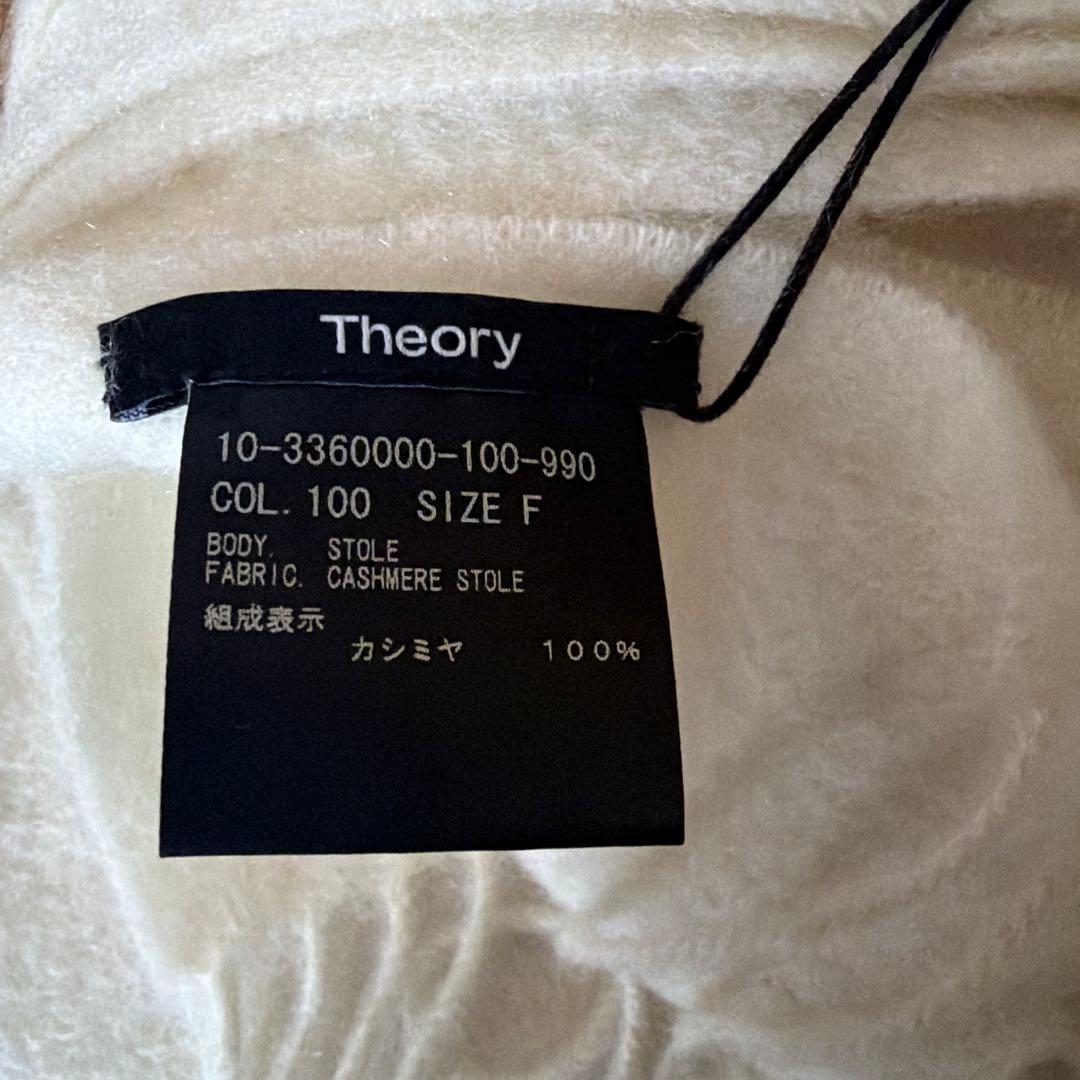 Theory
10-3360000-100-990
COL. 100 SIZE F
BODY. STOLE
FABRIC. CASHMERE STOLE
組成表示
カシミヤ 100%